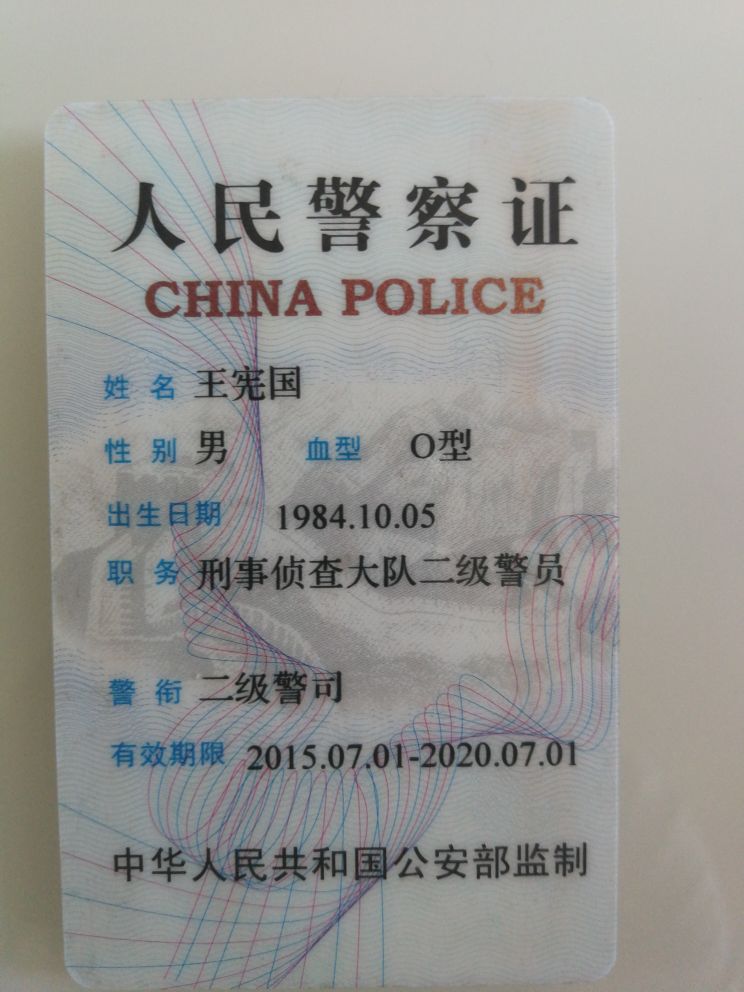 人民警察证
CHINA POLICE
姓 名 王宪国
性 别 男 血型 O型
出生日期 1984.10.05
职 务 刑事侦查大队二级警员
警 衔 二级警司
有效期限 2015.07.01-2020.07.01
中华人民共和国公安部监制